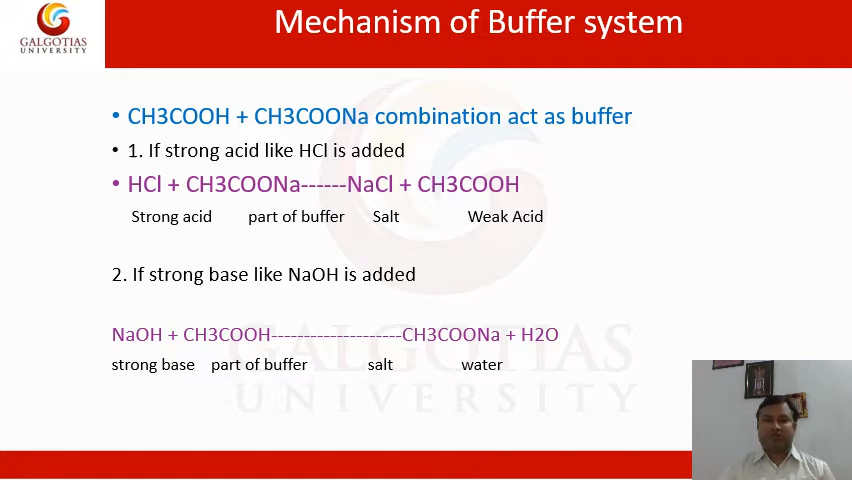 Mechanism of Buffer system
GALGOTIAS
UNIVERSITY
• CH3COOH + CH3COONa combination act as buffer
• 1. If strong acid like HCl is added
• HCl + CH3COONa------NaCl + CH3COOH
Strong acid part of buffer Salt Weak Acid
2. If strong base like NaOH is added
NaOH + CH3COOH--------------------CH3COONa + H2O
strong base part of buffer salt water
GALGOTIAS
UNIVERSITY